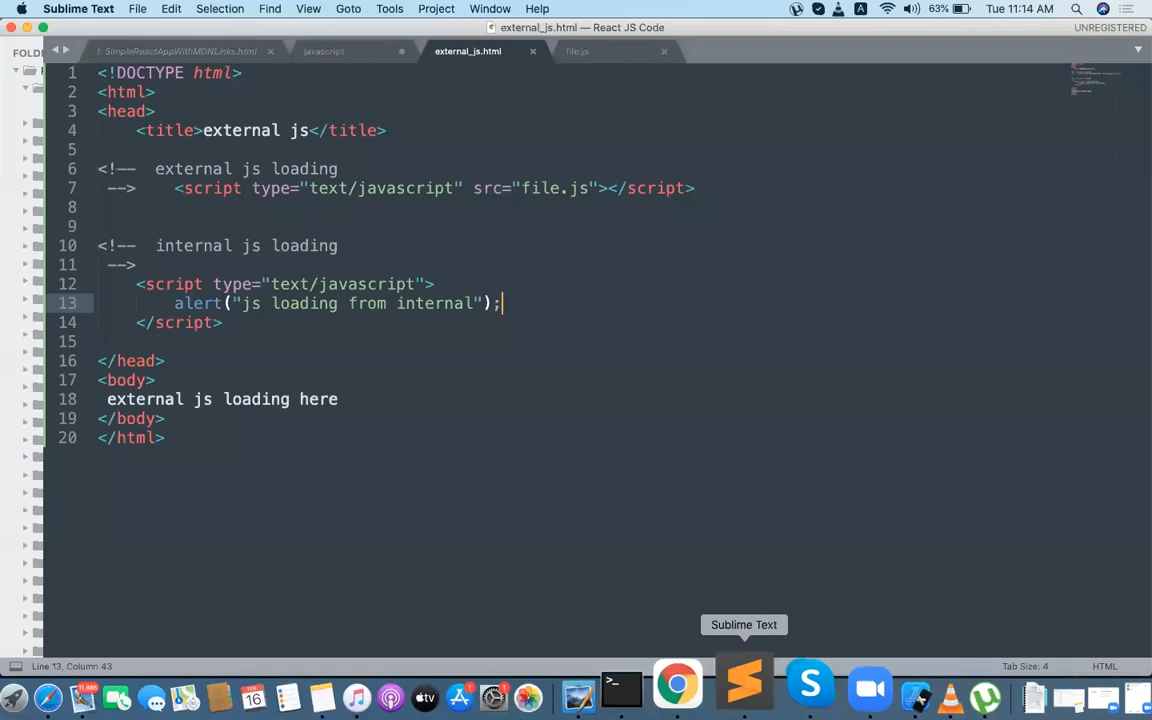 Sublime Text File Edit Selection Find View Goto Tools Project Window Help 63% Tue 11:14 AM
external_js.html — React JS Code UNREGISTERED
FOLD
1. SimpleReactAppWithMDNLinks.html javascript external_js.html file.js
1 <!DOCTYPE html>
2 <html>
3 <head>
4 <title>external js</title>
5
6 <!-- external js loading
7 --> <script type="text/javascript" src="file.js"></script>
8
9
10 <!-- internal js loading
11 -->
12 <script type="text/javascript">
13 alert("js loading from internal");
14 </script>
15
16 </head>
17 <body>
18 external js loading here
19 </body>
20 </html>
Sublime Text
Line 13, Column 43 Tab Size: 4 HTML